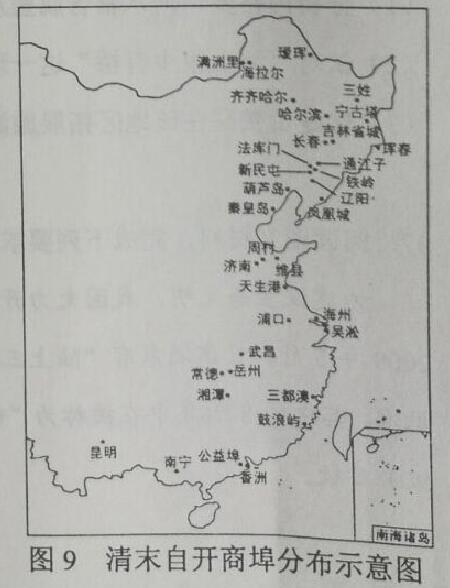 瑷珲
满洲里
海拉尔
三姓
齐齐哈尔
哈尔滨
宁古塔
吉林省城
长春
珲春
法库门
通江子
新民屯
铁岭
葫芦岛
辽阳
秦皇岛
凤凰城
周村
济南
潍县
天生港
海州
浦口
吴淞
武昌
常德
岳州
湘潭
三都澳
鼓浪屿
昆明
公益埠
南宁
香洲
南海诸岛
图9 清末自开商埠分布示意图